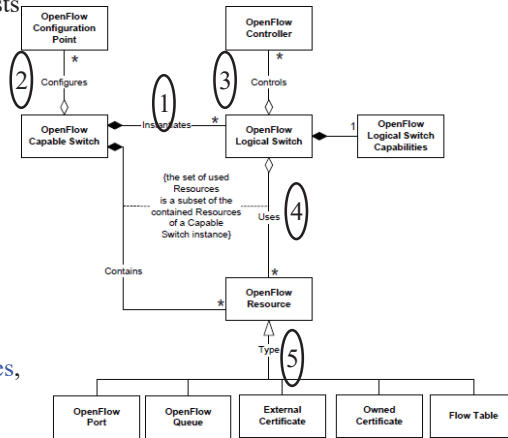 sts
OpenFlow
Configuration
Point
OpenFlow
Controller
*
*
2
Configures
1
3
Controls
OpenFlow
Capable Switch
Instantiates
*
OpenFlow
Logical Switch
1
OpenFlow
Logical Switch
Capabilities
{the set of used
Resources
is a subset of the
contained Resources
of a Capable
Switch instance}
Uses
4
Contains
*
*
OpenFlow
Resource
Type
5
es,
OpenFlow
Port
OpenFlow
Queue
External
Certificate
Owned
Certificate
Flow Table